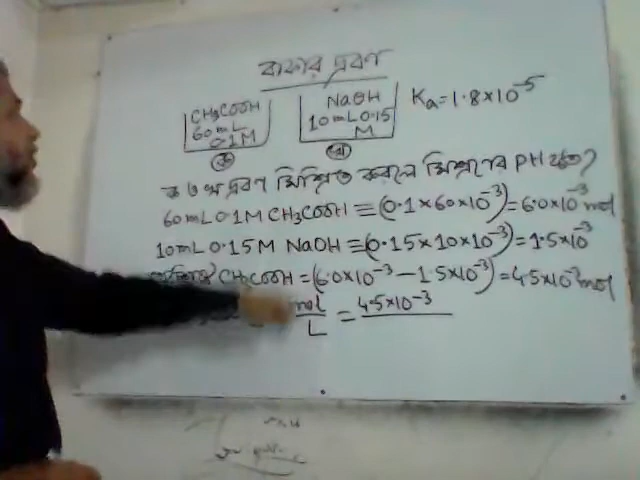 বাফার দ্রবণ
CH3COOH
60mL
0.1M
ক
NaOH
10mL0.15
M
খ
Ka=1.8×10^-5
ক ও খ দ্রবণ মিশ্রিত করলে মিশ্রণের pH কত?
60mL 0.1M CH3COOH ≡ (0.1×60×10^-3) = 6.0×10^-3 mol
10mL 0.15M NaOH ≡ (0.15×10×10^-3) = 1.5×10^-3
CH3COOH = (6.0×10^-3 – 1.5×10^-3) = 4.5×10^-3 mol
mol/L = 4.5×10^-3